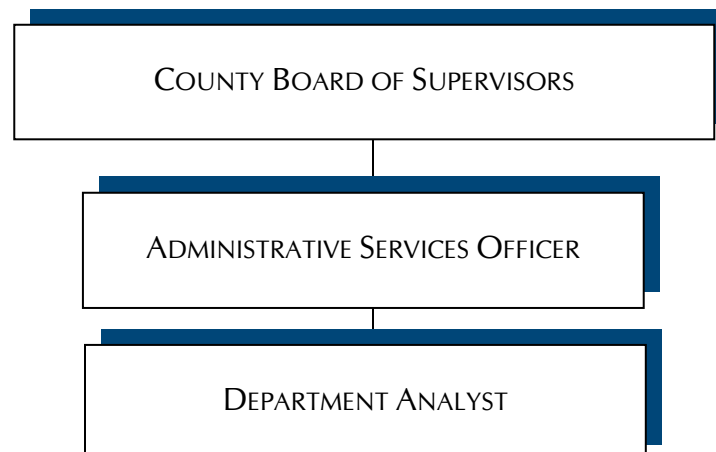 County Board of Supervisors
Administrative Services Officer
Department Analyst